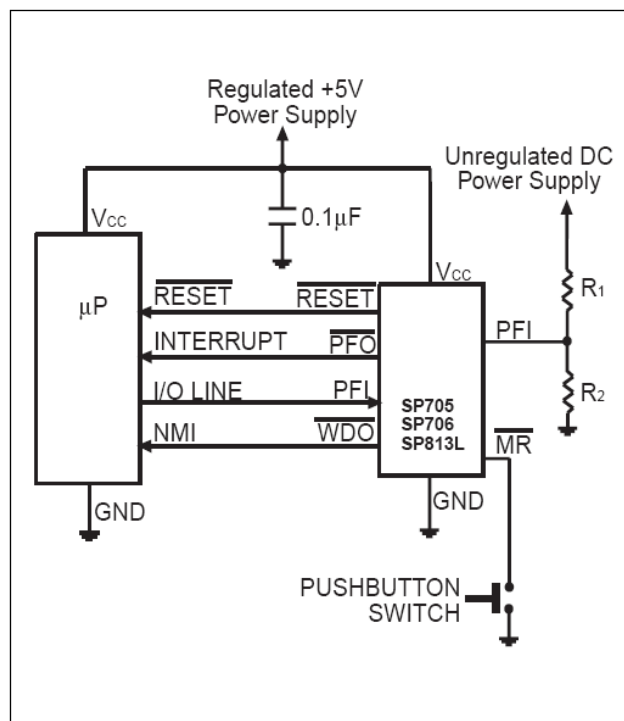 Regulated +5V
Power Supply
Unregulated DC
Power Supply
0.1µF
VCC
VCC
µP
RESET RESET
R1
INTERRUPT PFO
PFI
I/O LINE PFI
R2
SP705
SP706
SP813L
NMI WDO
MR
GND
GND
PUSHBUTTON
SWITCH